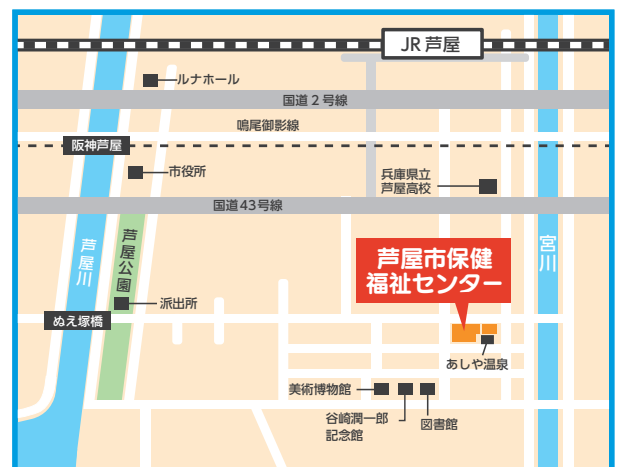 JR 芦屋
ルナホール
国道 2 号線
鳴尾御影線
阪神芦屋
市役所
兵庫県立
芦屋高校
国道43号線
芦屋川
芦屋公園
宮川
芦屋市保健
福祉センター
派出所
ぬえ塚橋
あしや温泉
美術博物館
谷崎潤一郎
記念館
図書館